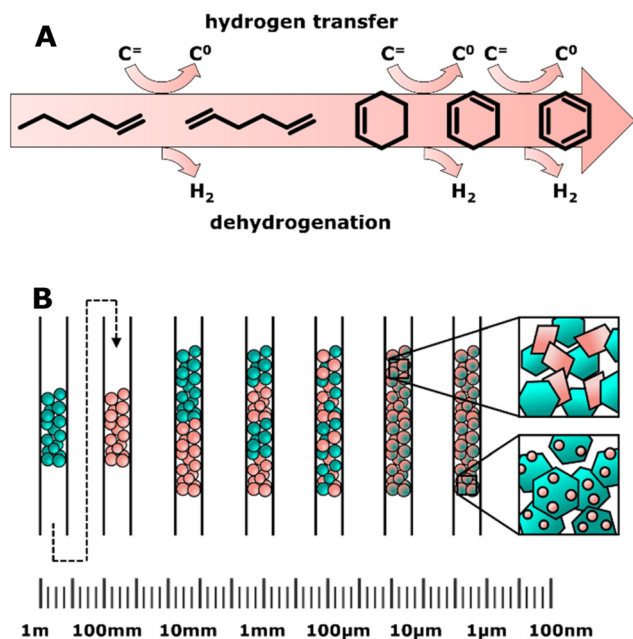 A
hydrogen transfer
C⁼ C⁰ C⁼ C⁰ C⁼ C⁰
H₂ H₂ H₂
dehydrogenation
B
1m 100mm 10mm 1mm 100µm 10µm 1µm 100nm